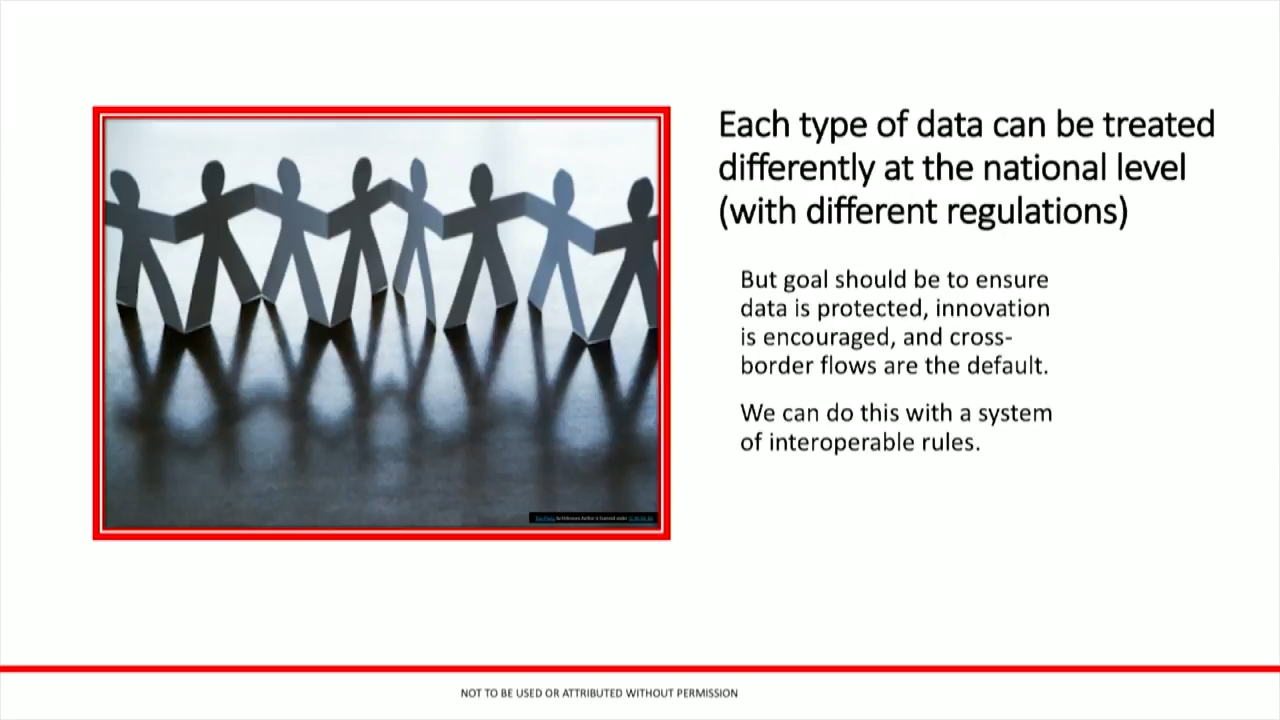 Each type of data can be treated
differently at the national level
(with different regulations)
But goal should be to ensure
data is protected, innovation
is encouraged, and cross-
border flows are the default.
We can do this with a system
of interoperable rules.
NOT TO BE USED OR ATTRIBUTED WITHOUT PERMISSION